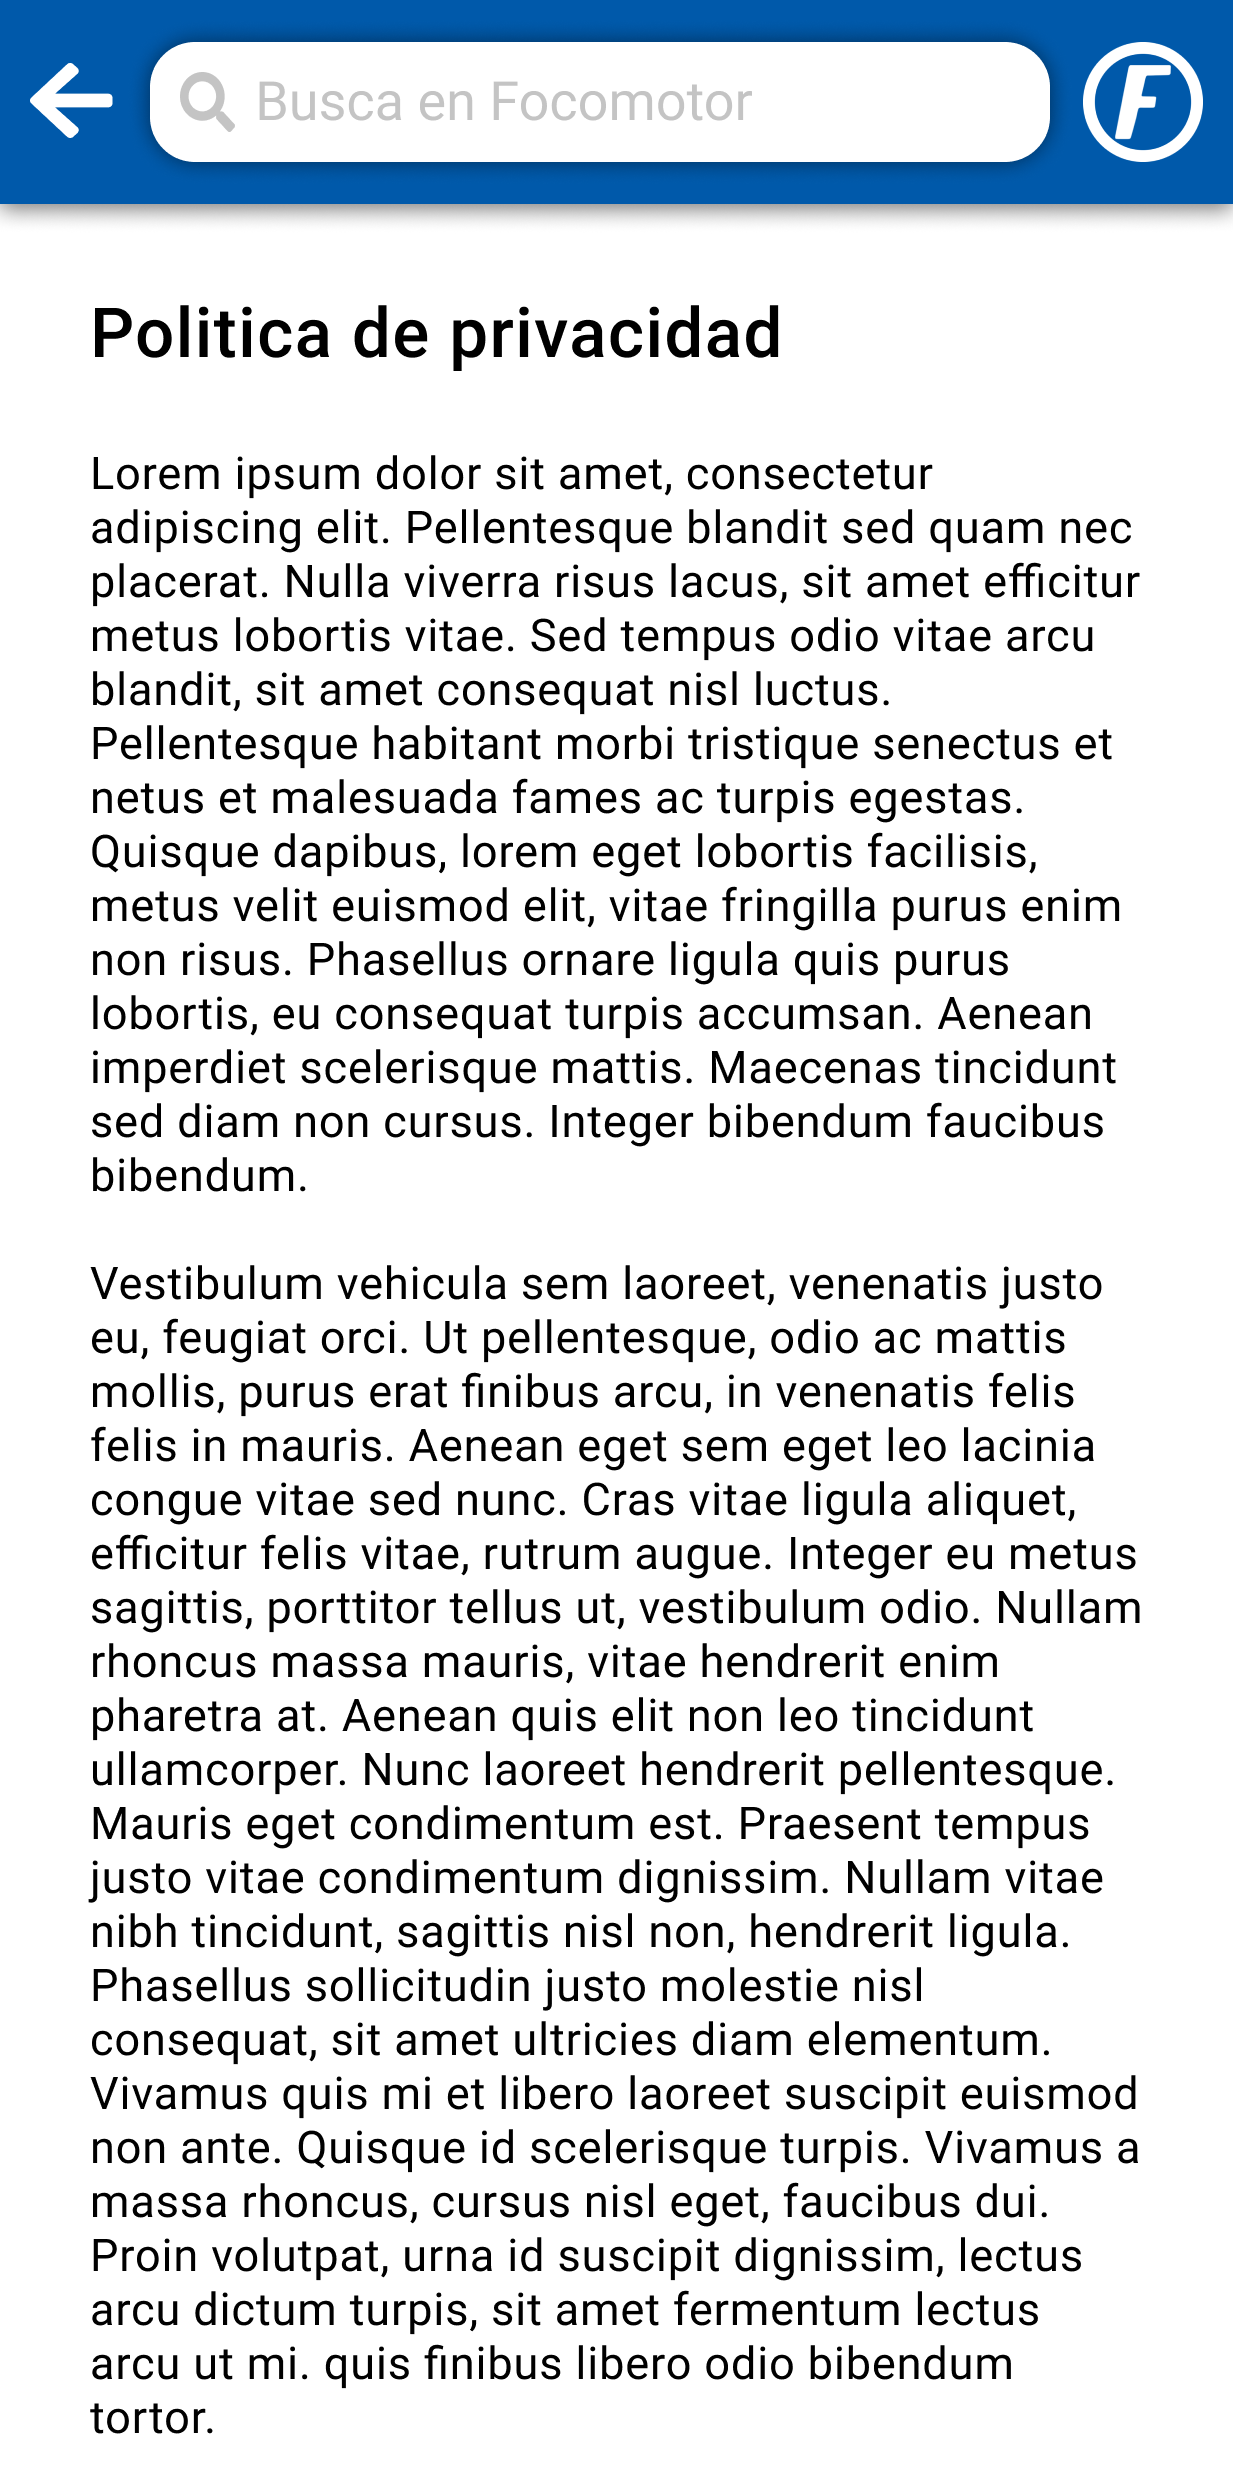 Busca en Focomotor
F
Politica de privacidad
Lorem ipsum dolor sit amet, consectetur
adipiscing elit. Pellentesque blandit sed quam nec
placerat. Nulla viverra risus lacus, sit amet efficitur
metus lobortis vitae. Sed tempus odio vitae arcu
blandit, sit amet consequat nisl luctus.
Pellentesque habitant morbi tristique senectus et
netus et malesuada fames ac turpis egestas.
Quisque dapibus, lorem eget lobortis facilisis,
metus velit euismod elit, vitae fringilla purus enim
non risus. Phasellus ornare ligula quis purus
lobortis, eu consequat turpis accumsan. Aenean
imperdiet scelerisque mattis. Maecenas tincidunt
sed diam non cursus. Integer bibendum faucibus
bibendum.
Vestibulum vehicula sem laoreet, venenatis justo
eu, feugiat orci. Ut pellentesque, odio ac mattis
mollis, purus erat finibus arcu, in venenatis felis
felis in mauris. Aenean eget sem eget leo lacinia
congue vitae sed nunc. Cras vitae ligula aliquet,
efficitur felis vitae, rutrum augue. Integer eu metus
sagittis, porttitor tellus ut, vestibulum odio. Nullam
rhoncus massa mauris, vitae hendrerit enim
pharetra at. Aenean quis elit non leo tincidunt
ullamcorper. Nunc laoreet hendrerit pellentesque.
Mauris eget condimentum est. Praesent tempus
justo vitae condimentum dignissim. Nullam vitae
nibh tincidunt, sagittis nisl non, hendrerit ligula.
Phasellus sollicitudin justo molestie nisl
consequat, sit amet ultricies diam elementum.
Vivamus quis mi et libero laoreet suscipit euismod
non ante. Quisque id scelerisque turpis. Vivamus a
massa rhoncus, cursus nisl eget, faucibus dui.
Proin volutpat, urna id suscipit dignissim, lectus
arcu dictum turpis, sit amet fermentum lectus
arcu ut mi. quis finibus libero odio bibendum
tortor.